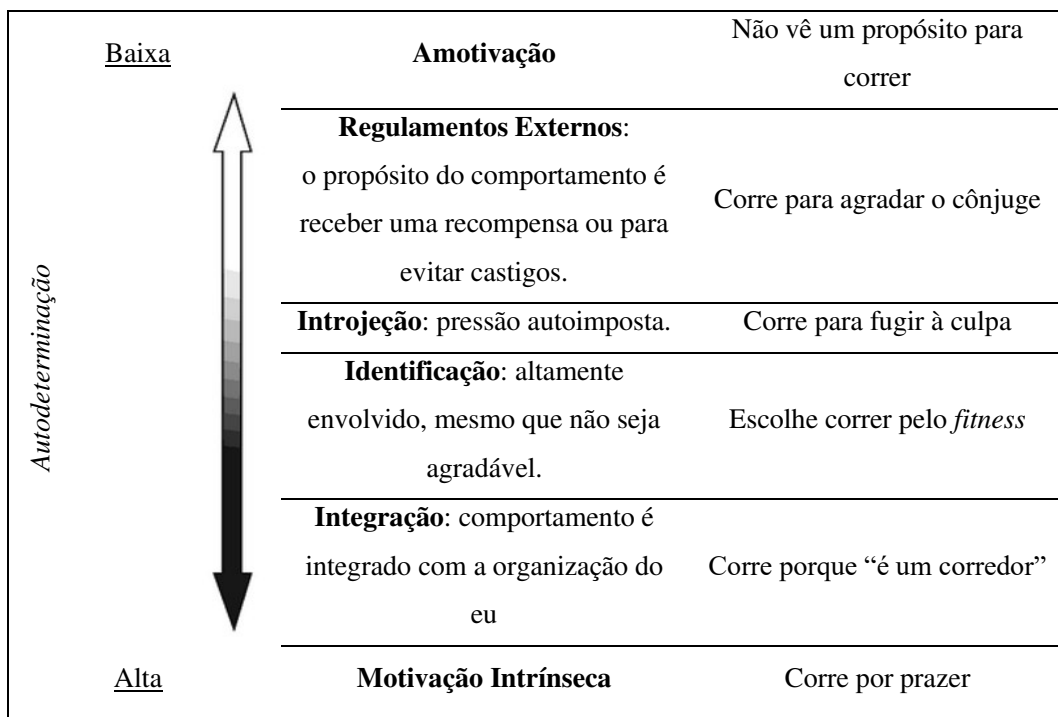 Baixa
Amotivação
Não vê um propósito para
correr
Autodeterminação
Regulamentos Externos:
o propósito do comportamento é
receber uma recompensa ou para
evitar castigos.
Corre para agradar o cônjuge
Introjeção: pressão autoimposta.
Corre para fugir à culpa
Identificação: altamente
envolvido, mesmo que não seja
agradável.
Escolhe correr pelo fitness
Integração: comportamento é
integrado com a organização do
eu
Corre porque “é um corredor”
Alta
Motivação Intrínseca
Corre por prazer